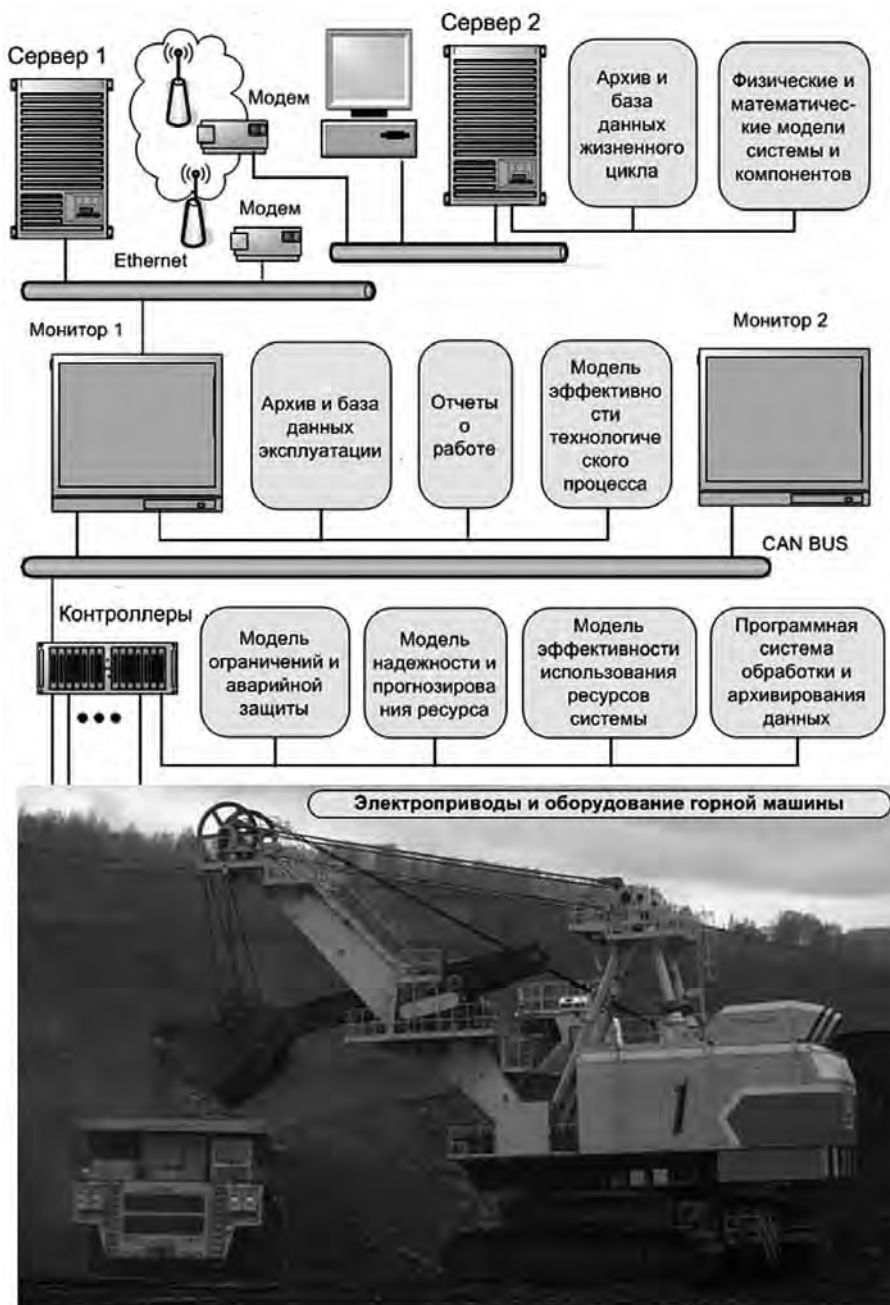 Сервер 1
Модем
Модем
Ethernet
Сервер 2
Архив и
база
данных
жизненного
цикла
Физические и
математичес-
кие модели
системы и
компонентов
Монитор 1
Архив и база
данных
эксплуатации
Отчеты
о
работе
Модель
эффективно
сти
технологиче
ского
процесса
Монитор 2
CAN BUS
Контроллеры
Модель
ограничений и
аварийной
защиты
Модель
надежности и
прогнозирова
ния ресурса
Модель
эффективности
использования
ресурсов
системы
Программная
система
обработки и
архивирования
данных
Электроприводы и оборудование горной машины